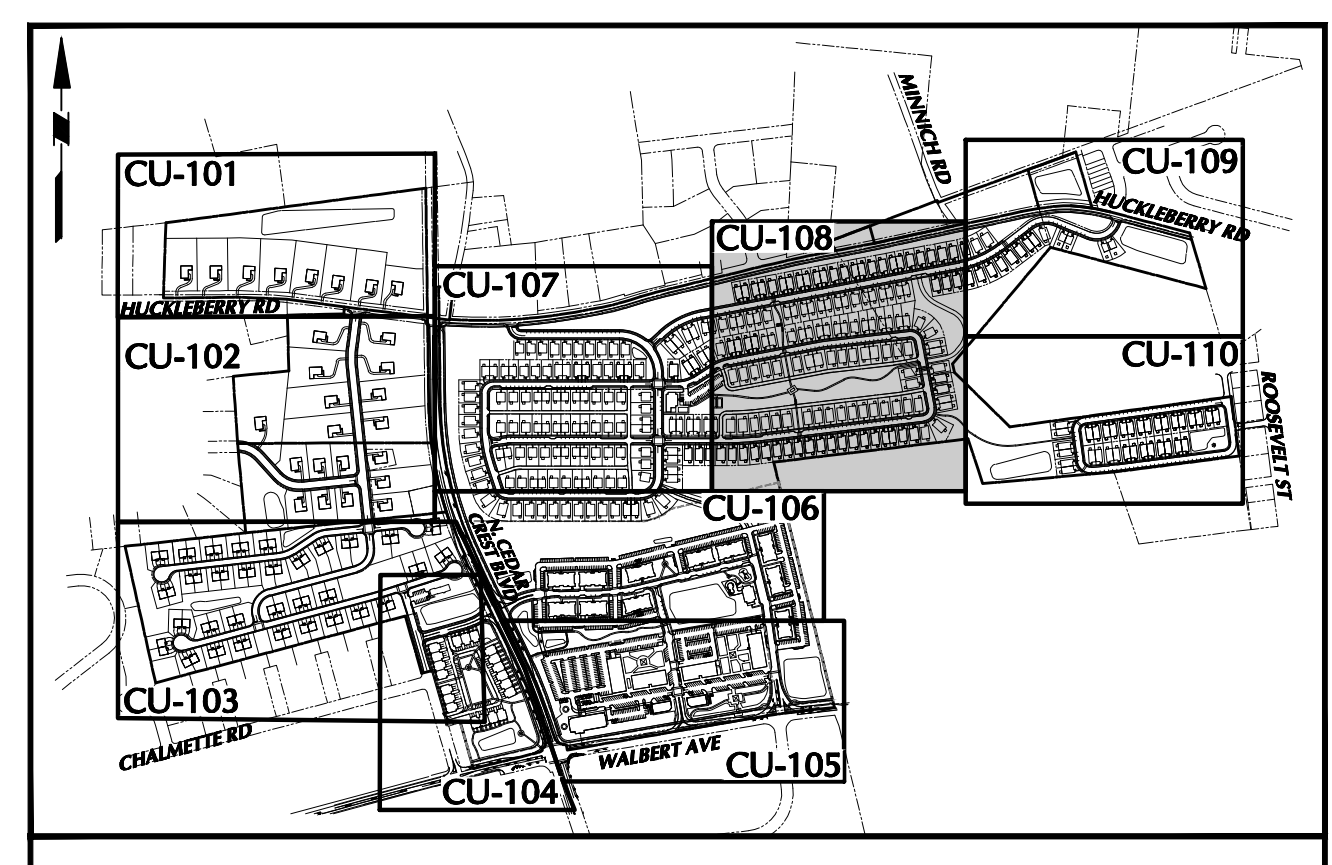 N
MINNICH RD
CU-109
CU-101
HUCKLEBERRY RD
CU-108
CU-107
HUCKLEBERRY RD
CU-102
CU-110
ROOSEVELT ST
CU-106
N. CEDAR
CREST BLVD
CU-103
CHALMETTE RD
WALBERT AVE
CU-105
CU-104